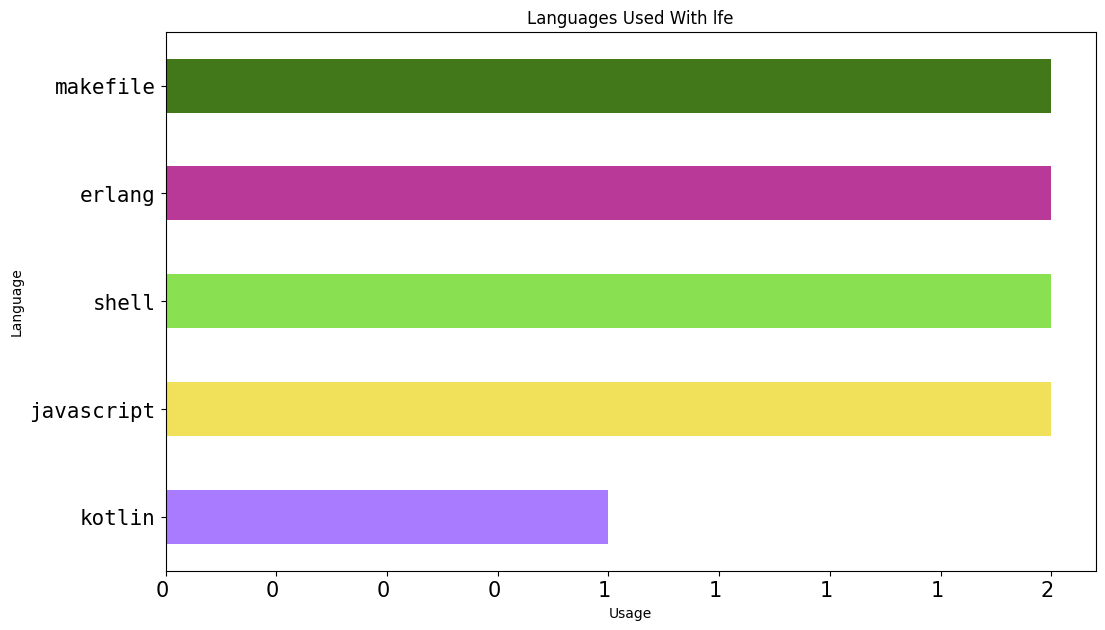 Languages Used With lfe
makefile
erlang
shell
javascript
kotlin
Language
0 0 0 0 1 1 1 1 2
Usage